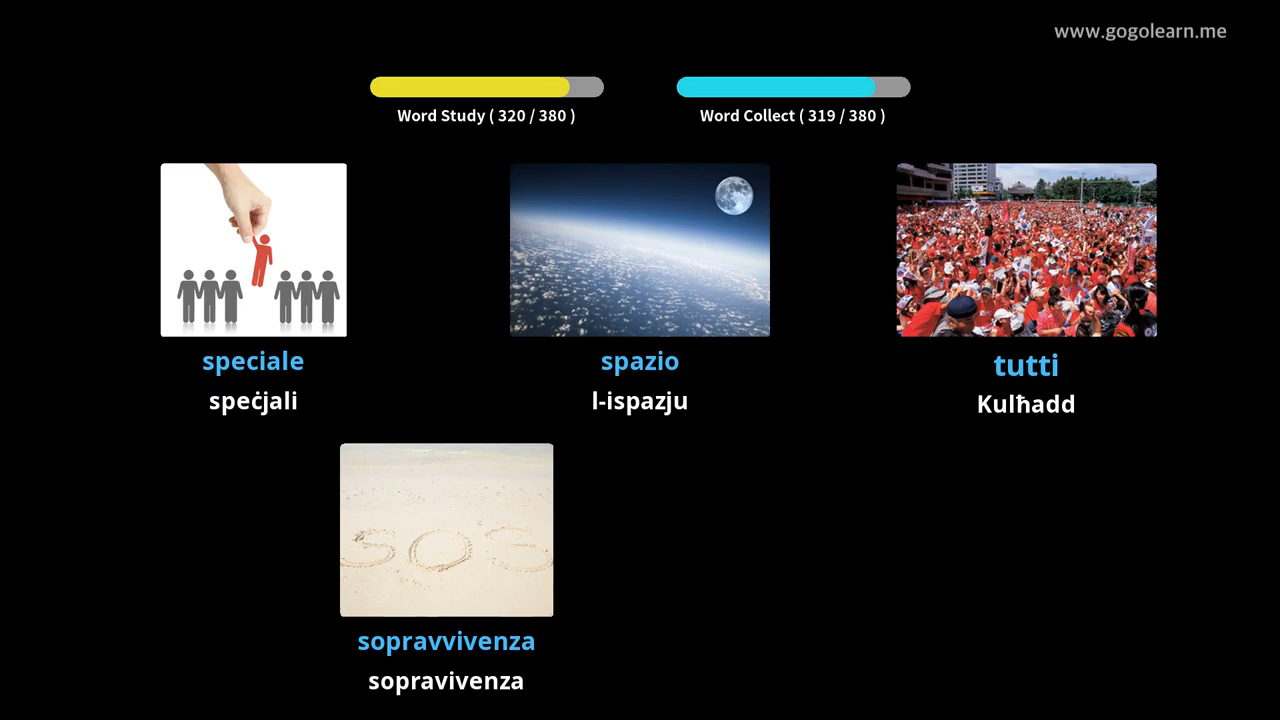 www.gogolearn.me
Word Study ( 320 / 380 )
Word Collect ( 319 / 380 )
speciale
speċjali
spazio
l-ispazju
tutti
Kulħadd
SOS
sopravvivenza
sopravivenza